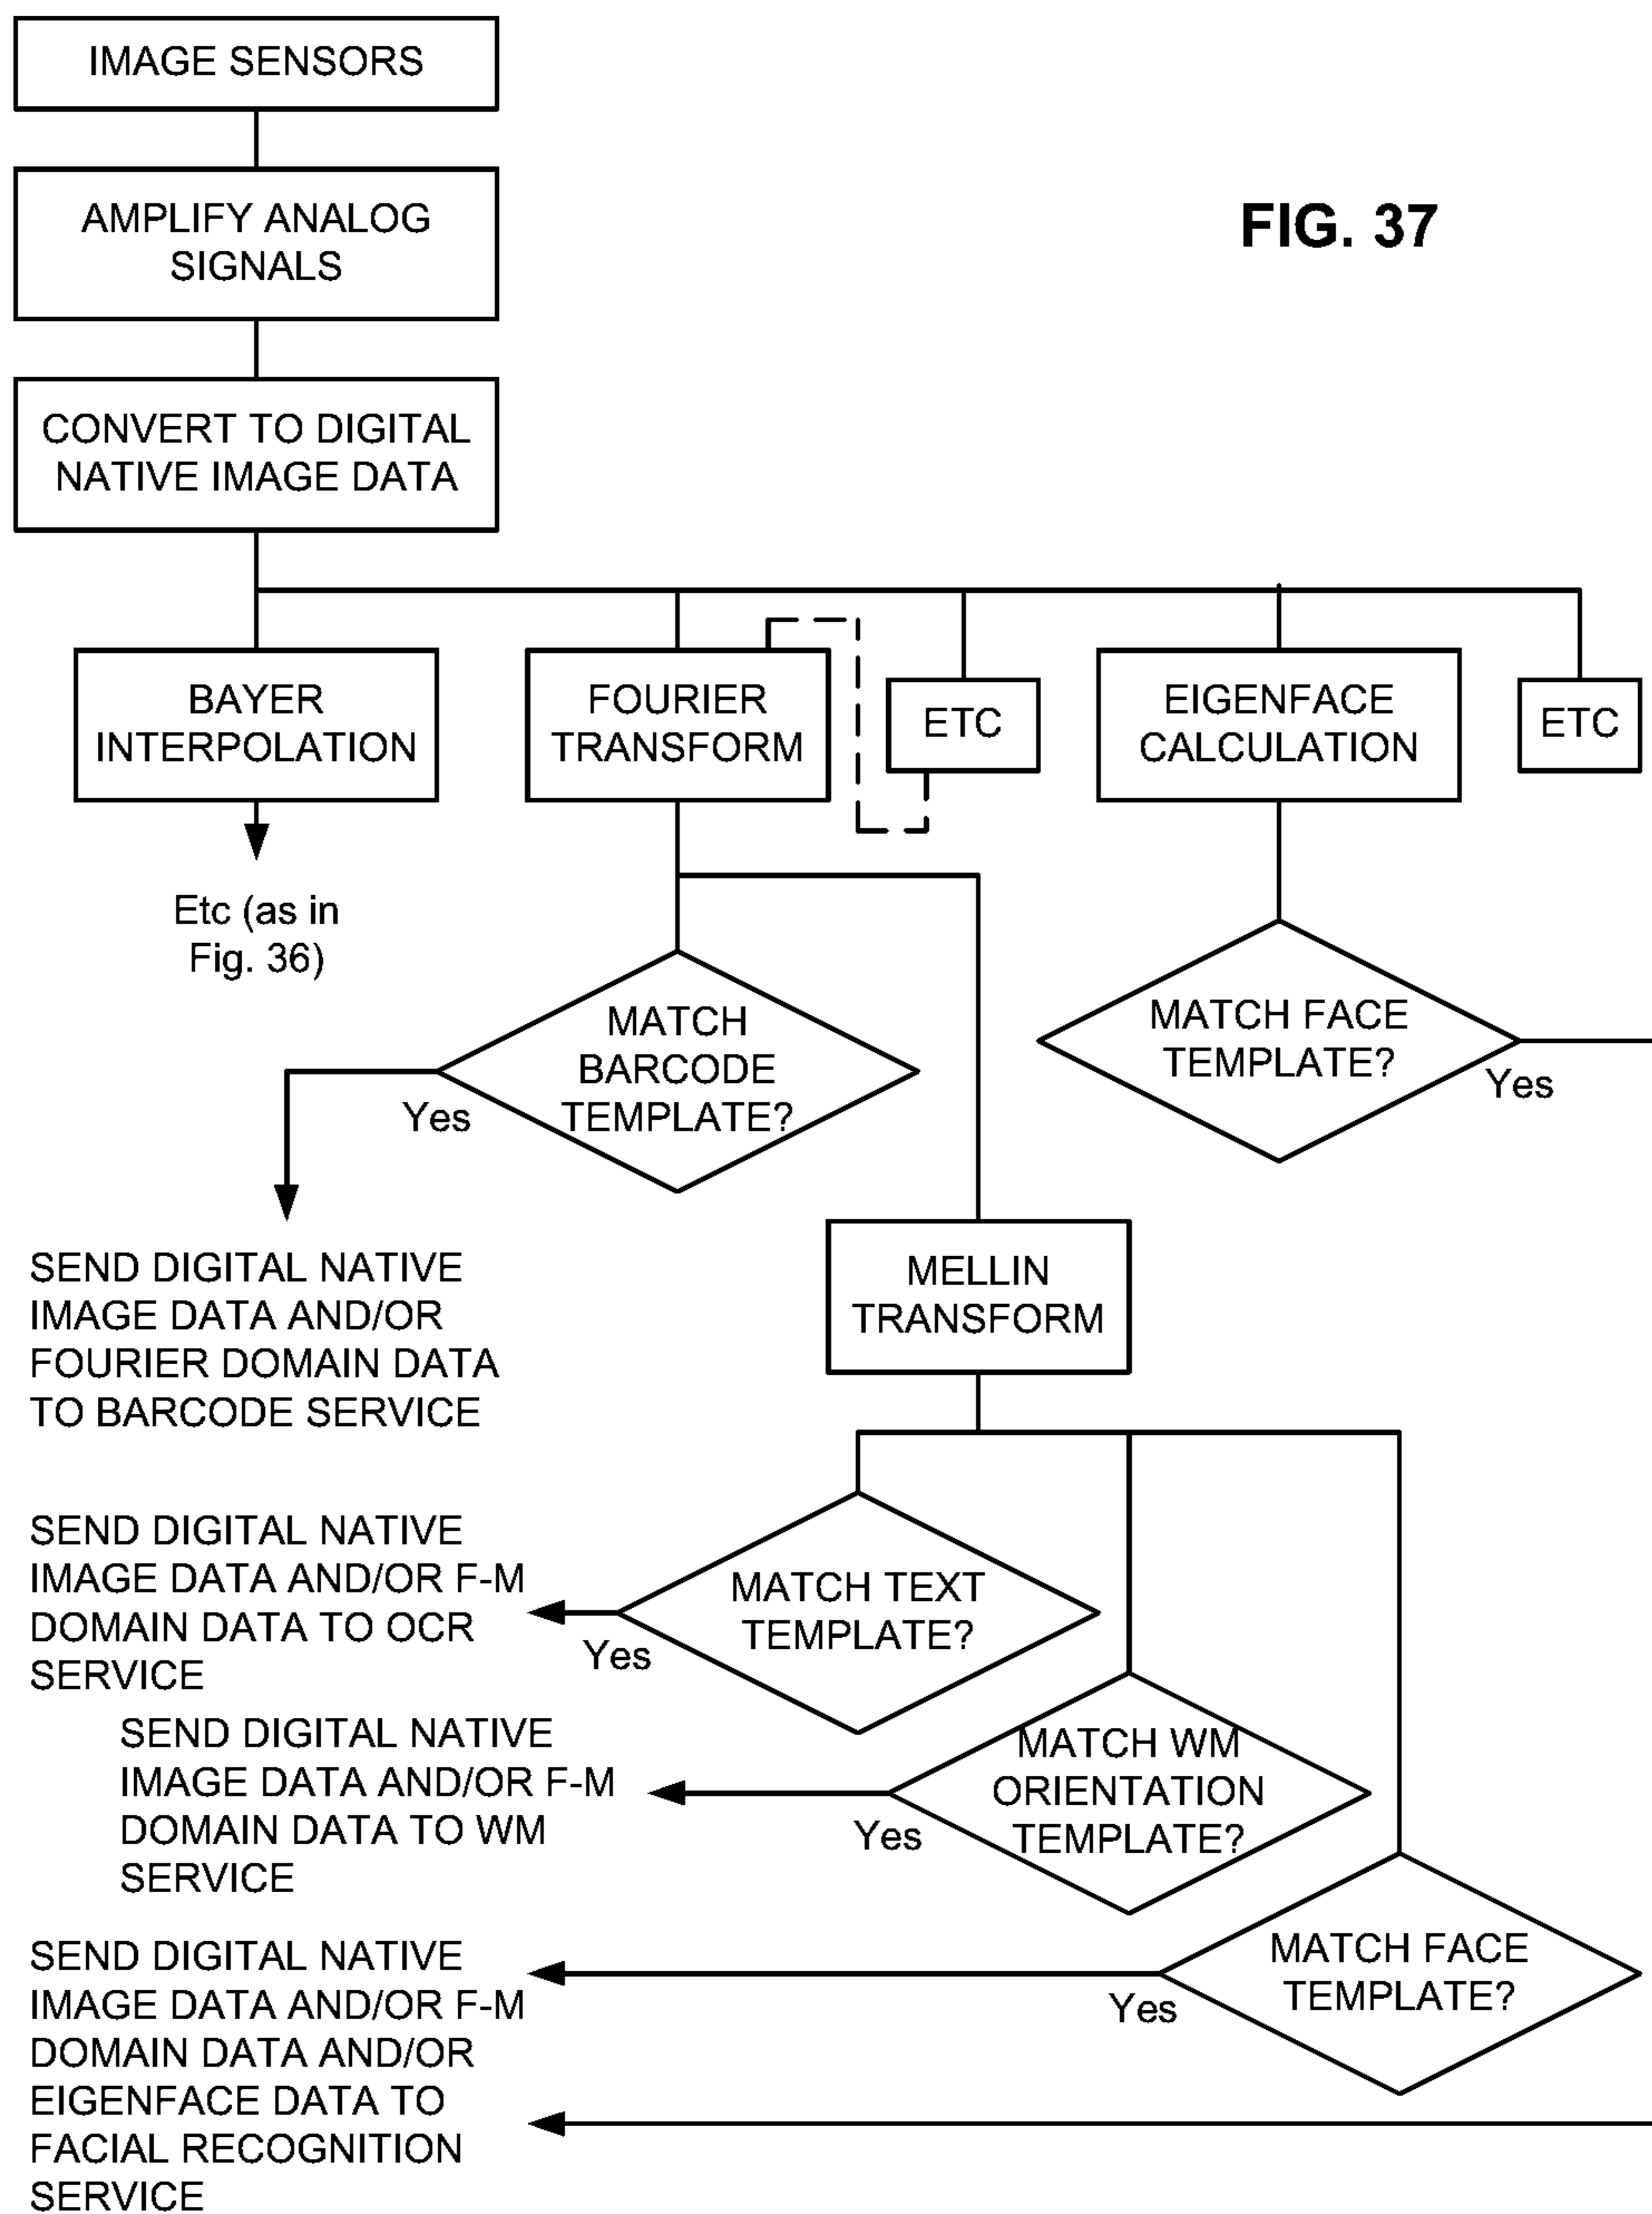 IMAGE SENSORS
AMPLIFY ANALOG
SIGNALS
FIG. 37
CONVERT TO DIGITAL
NATIVE IMAGE DATA
BAYER
INTERPOLATION
FOURIER
TRANSFORM
ETC
EIGENFACE
CALCULATION
ETC
Etc (as in
Fig. 36)
MATCH
BARCODE
TEMPLATE?
Yes
MATCH FACE
TEMPLATE?
Yes
SEND DIGITAL NATIVE
IMAGE DATA AND/OR
FOURIER DOMAIN DATA
TO BARCODE SERVICE
MELLIN
TRANSFORM
SEND DIGITAL NATIVE
IMAGE DATA AND/OR F-M
DOMAIN DATA TO OCR
SERVICE
MATCH TEXT
TEMPLATE?
Yes
SEND DIGITAL NATIVE
IMAGE DATA AND/OR F-M
DOMAIN DATA TO WM
SERVICE
MATCH WM
ORIENTATION
TEMPLATE?
Yes
SEND DIGITAL NATIVE
IMAGE DATA AND/OR F-M
DOMAIN DATA AND/OR
EIGENFACE DATA TO
FACIAL RECOGNITION
SERVICE
MATCH FACE
TEMPLATE?
Yes